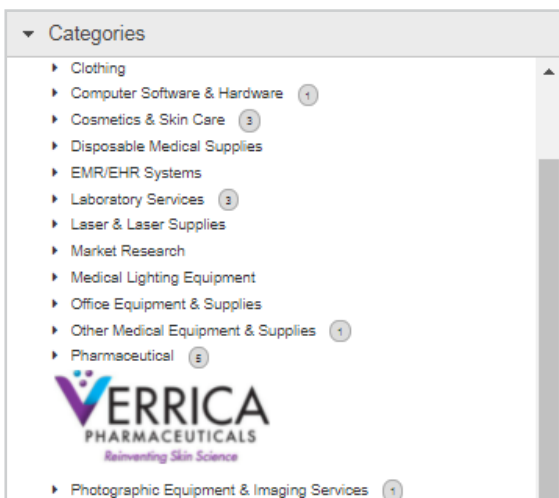 Categories
Clothing
Computer Software & Hardware 1
Cosmetics & Skin Care 3
Disposable Medical Supplies
EMR/EHR Systems
Laboratory Services 3
Laser & Laser Supplies
Market Research
Medical Lighting Equipment
Office Equipment & Supplies
Other Medical Equipment & Supplies 1
Pharmaceutical 5
VERRICA
PHARMACEUTICALS
Reinventing Skin Science
Photographic Equipment & Imaging Services 1